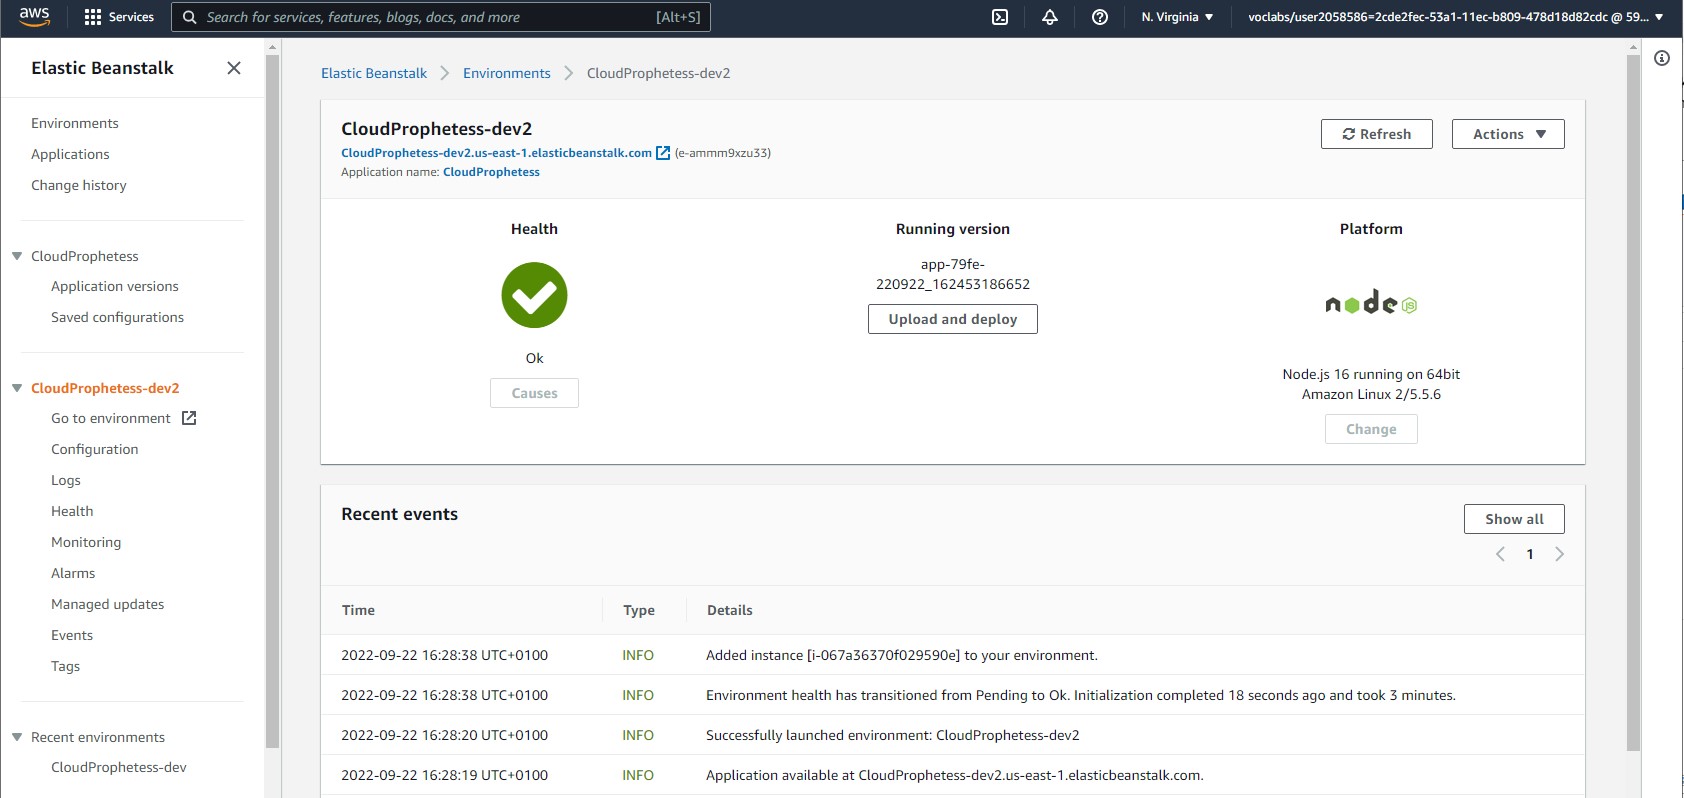 aws
Services
Search for services, features, blogs, docs, and more
[Alt+S]
N. Virginia
voclabs/user2058586=2cde2fec-53a1-11ec-b809-478d18d82cdc @ 59...
Elastic Beanstalk
Environments
Applications
Change history
CloudProphetess
Application versions
Saved configurations
CloudProphetess-dev2
Go to environment
Configuration
Logs
Health
Monitoring
Alarms
Managed updates
Events
Tags
Recent environments
CloudProphetess-dev
Elastic Beanstalk
Environments
CloudProphetess-dev2
CloudProphetess-dev2
CloudProphetess-dev2.us-east-1.elasticbeanstalk.com (e-ammm9xzu33)
Application name: CloudProphetess
Refresh
Actions
Health
Ok
Causes
Running version
app-79fe-
220922_162453186652
Upload and deploy
Platform
node JS
Node.js 16 running on 64bit
Amazon Linux 2/5.5.6
Change
Recent events
Show all
1
Time Type Details
2022-09-22 16:28:38 UTC+0100 INFO Added instance [i-067a36370f029590e] to your environment.
2022-09-22 16:28:38 UTC+0100 INFO Environment health has transitioned from Pending to Ok. Initialization completed 18 seconds ago and took 3 minutes.
2022-09-22 16:28:20 UTC+0100 INFO Successfully launched environment: CloudProphetess-dev2
2022-09-22 16:28:19 UTC+0100 INFO Application available at CloudProphetess-dev2.us-east-1.elasticbeanstalk.com.